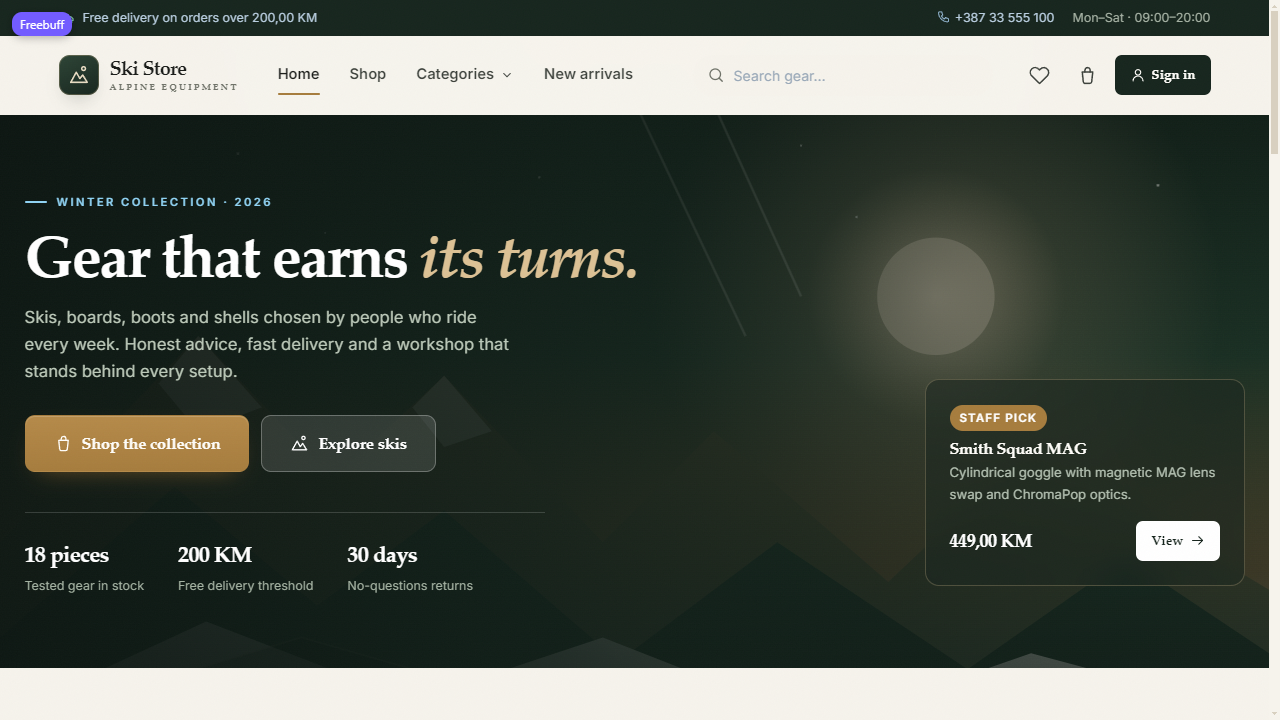 Freebuff
Free delivery on orders over 200,00 KM
+387 33 555 100
Mon–Sat · 09:00–20:00
Ski Store
ALPINE EQUIPMENT
Home
Shop
Categories
New arrivals
Search gear...
Sign in
WINTER COLLECTION · 2026
Gear that earns its turns.
Skis, boards, boots and shells chosen by people who ride
every week. Honest advice, fast delivery and a workshop that
stands behind every setup.
Shop the collection
Explore skis
18 pieces
Tested gear in stock
200 KM
Free delivery threshold
30 days
No-questions returns
STAFF PICK
Smith Squad MAG
Cylindrical goggle with magnetic MAG lens
swap and ChromaPop optics.
449,00 KM
View